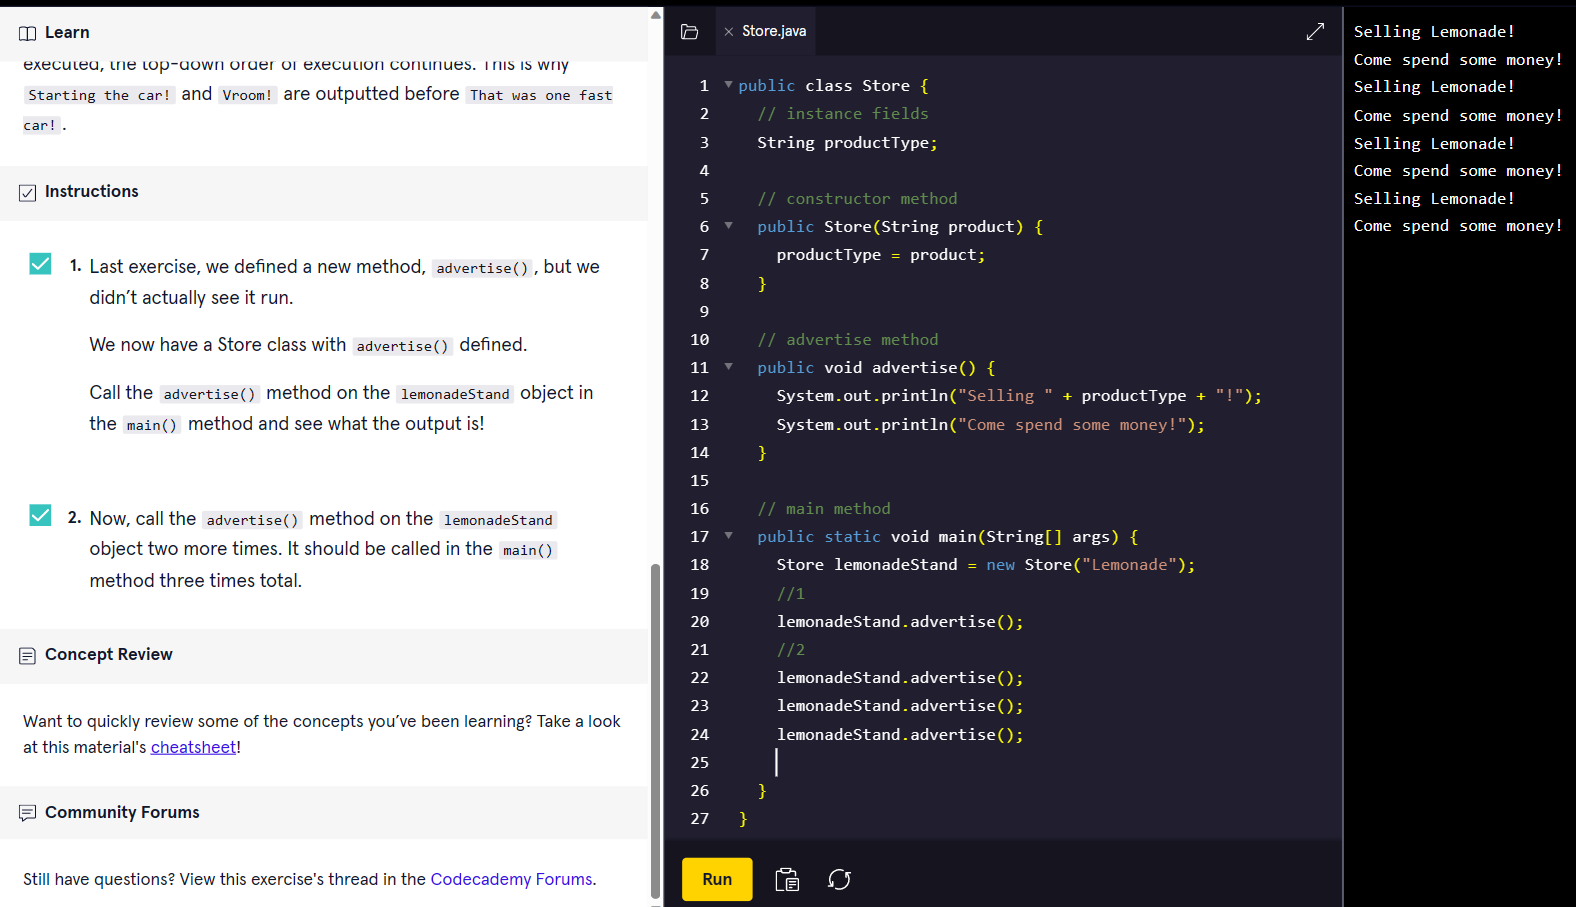 Learn
executed, the top-down order of execution continues. This is why
Starting the car! and Vroom! are outputted before That was one fast
car! .
Instructions
1. Last exercise, we defined a new method, advertise() , but we
didn’t actually see it run.
We now have a Store class with advertise() defined.
Call the advertise() method on the lemonadeStand object in
the main() method and see what the output is!
2. Now, call the advertise() method on the lemonadeStand
object two more times. It should be called in the main()
method three times total.
Concept Review
Want to quickly review some of the concepts you’ve been learning? Take a look
at this material's cheatsheet!
Community Forums
Still have questions? View this exercise's thread in the Codecademy Forums.
Store.java
1 public class Store {
2 // instance fields
3 String productType;
4
5 // constructor method
6 public Store(String product) {
7 productType = product;
8 }
9
10 // advertise method
11 public void advertise() {
12 System.out.println("Selling " + productType + "!");
13 System.out.println("Come spend some money!");
14 }
15
16 // main method
17 public static void main(String[] args) {
18 Store lemonadeStand = new Store("Lemonade");
19 //1
20 lemonadeStand.advertise();
21 //2
22 lemonadeStand.advertise();
23 lemonadeStand.advertise();
24 lemonadeStand.advertise();
25
26 }
27 }
Run
Selling Lemonade!
Come spend some money!
Selling Lemonade!
Come spend some money!
Selling Lemonade!
Come spend some money!
Selling Lemonade!
Come spend some money!